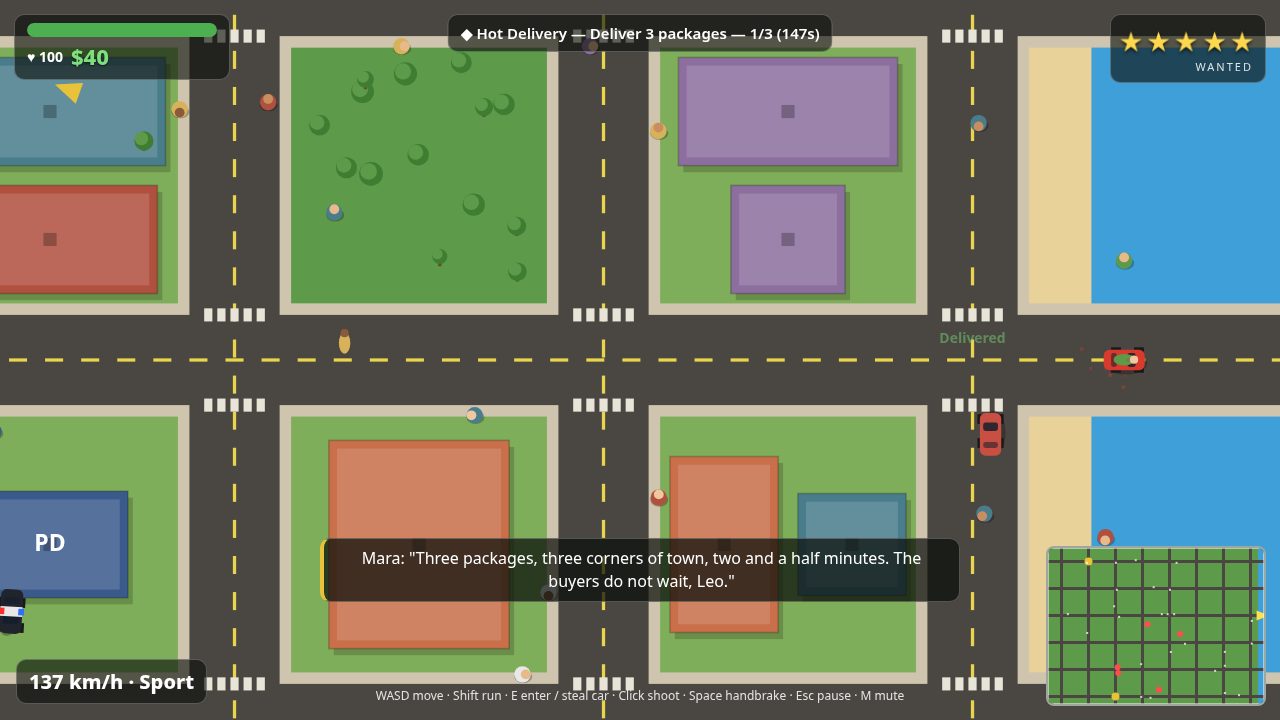 ♥ 100 $40
◆ Hot Delivery — Deliver 3 packages — 1/3 (147s)
★ ★ ★ ★ ★
WANTED
Delivered
PD
Mara: "Three packages, three corners of town, two and a half minutes. The
buyers do not wait, Leo."
137 km/h · Sport
WASD move · Shift run · E enter / steal car · Click shoot · Space handbrake · Esc pause · M mute